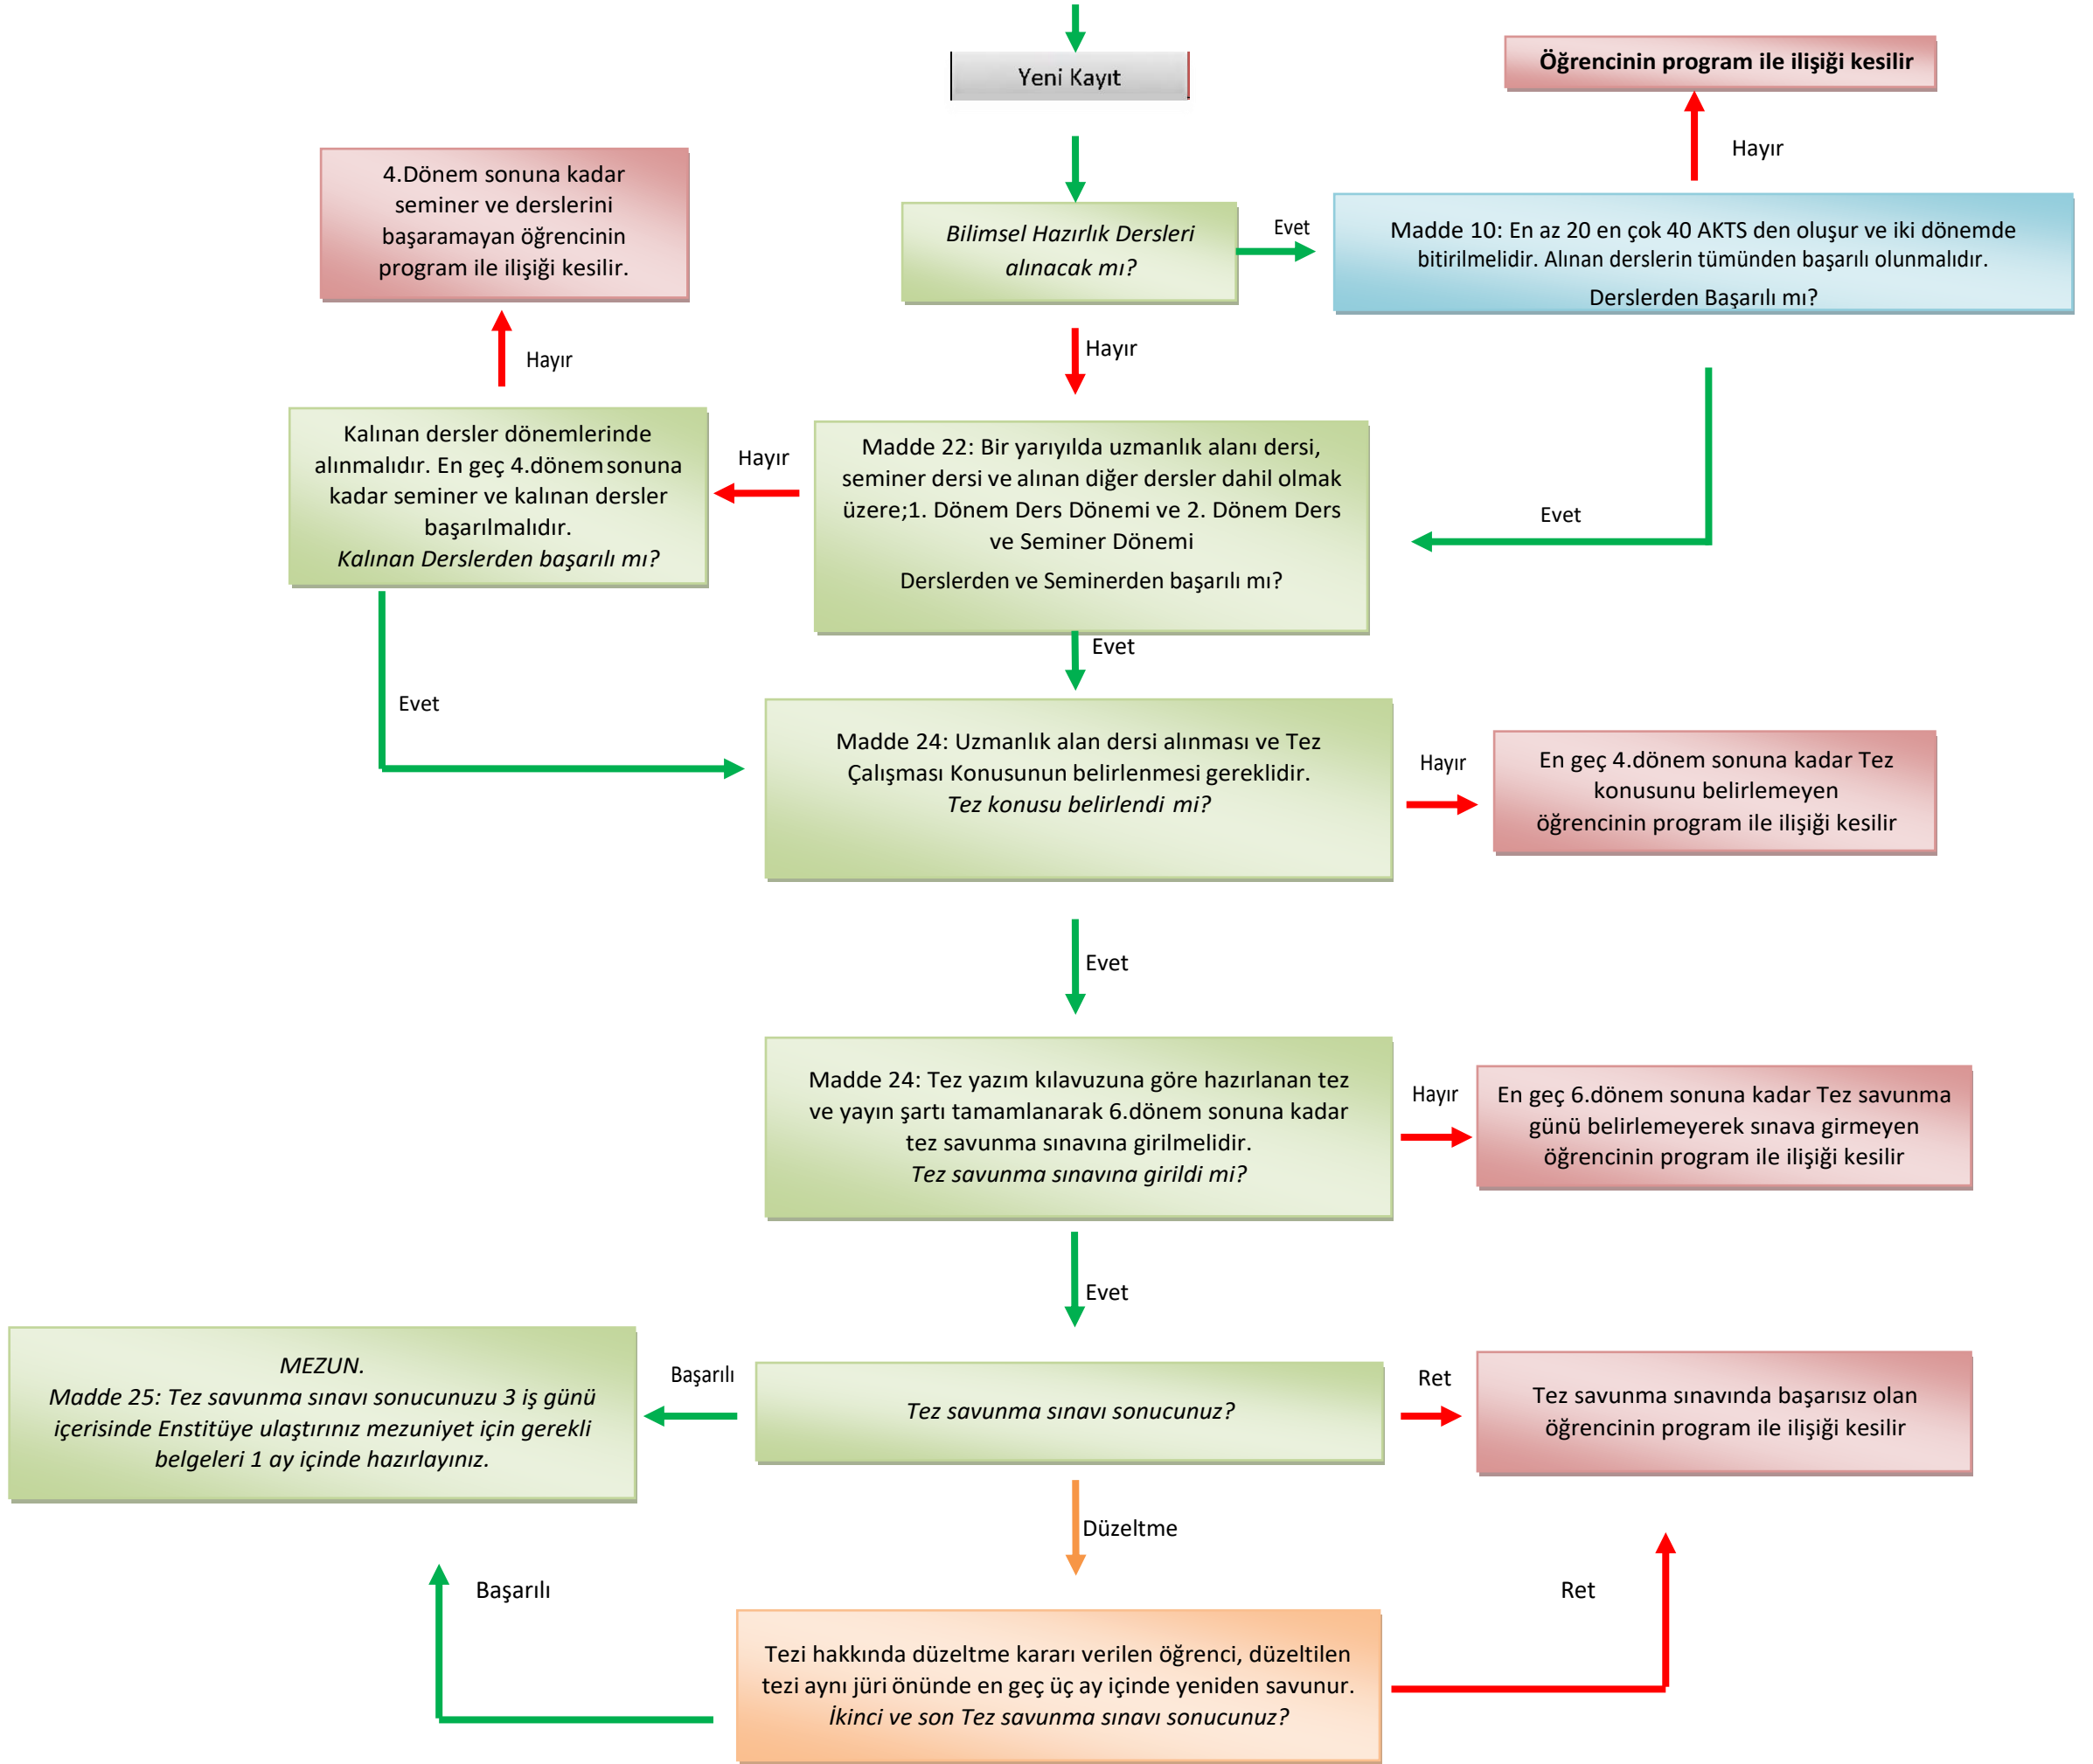 Yeni Kayıt
Öğrencinin program ile ilişiği kesilir
Hayır
4.Dönem sonuna kadar
seminer ve derslerini
başaramayan öğrencinin
program ile ilişiği kesilir.
Bilimsel Hazırlık Dersleri
alınacak mı?
Evet
Madde 10: En az 20 en çok 40 AKTS den oluşur ve iki dönemde
bitirilmelidir. Alınan derslerin tümünden başarılı olunmalıdır.
Derslerden Başarılı mı?
Hayır
Hayır
Kalınan dersler dönemlerinde
alınmalıdır. En geç 4.dönem sonuna
kadar seminer ve kalınan dersler
başarılmalıdır.
Kalınan Derslerden başarılı mı?
Hayır
Madde 22: Bir yarıyılda uzmanlık alanı dersi,
seminer dersi ve alınan diğer dersler dahil olmak
üzere;1. Dönem Ders Dönemi ve 2. Dönem Ders
ve Seminer Dönemi
Derslerden ve Seminerden başarılı mı?
Evet
Evet
Evet
Madde 24: Uzmanlık alan dersi alınması ve Tez
Çalışması Konusunun belirlenmesi gereklidir.
Tez konusu belirlendi mi?
Hayır
En geç 4.dönem sonuna kadar Tez
konusunu belirlemeyen
öğrencinin program ile ilişiği kesilir
Evet
Madde 24: Tez yazım kılavuzuna göre hazırlanan tez
ve yayın şartı tamamlanarak 6.dönem sonuna kadar
tez savunma sınavına girilmelidir.
Tez savunma sınavına girildi mi?
Hayır
En geç 6.dönem sonuna kadar Tez savunma
günü belirlemeyerek sınava girmeyen
öğrencinin program ile ilişiği kesilir
Evet
MEZUN.
Madde 25: Tez savunma sınavı sonucunuzu 3 iş günü
içerisinde Enstitüye ulaştırınız mezuniyet için gerekli
belgeleri 1 ay içinde hazırlayınız.
Başarılı
Tez savunma sınavı sonucunuz?
Ret
Tez savunma sınavında başarısız olan
öğrencinin program ile ilişiği kesilir
Düzeltme
Başarılı
Ret
Tezi hakkında düzeltme kararı verilen öğrenci, düzeltilen
tezi aynı jüri önünde en geç üç ay içinde yeniden savunur.
İkinci ve son Tez savunma sınavı sonucunuz?